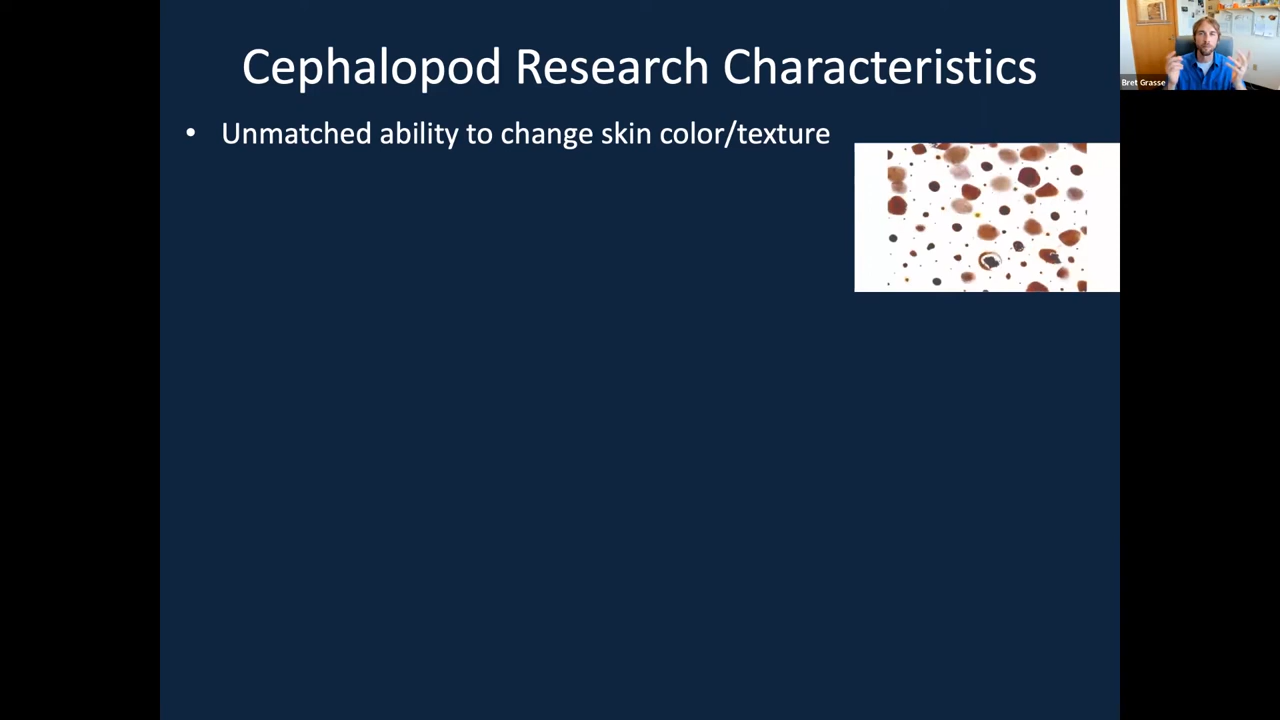 Cephalopod Research Characteristics
• Unmatched ability to change skin color/texture
Bret Grasse